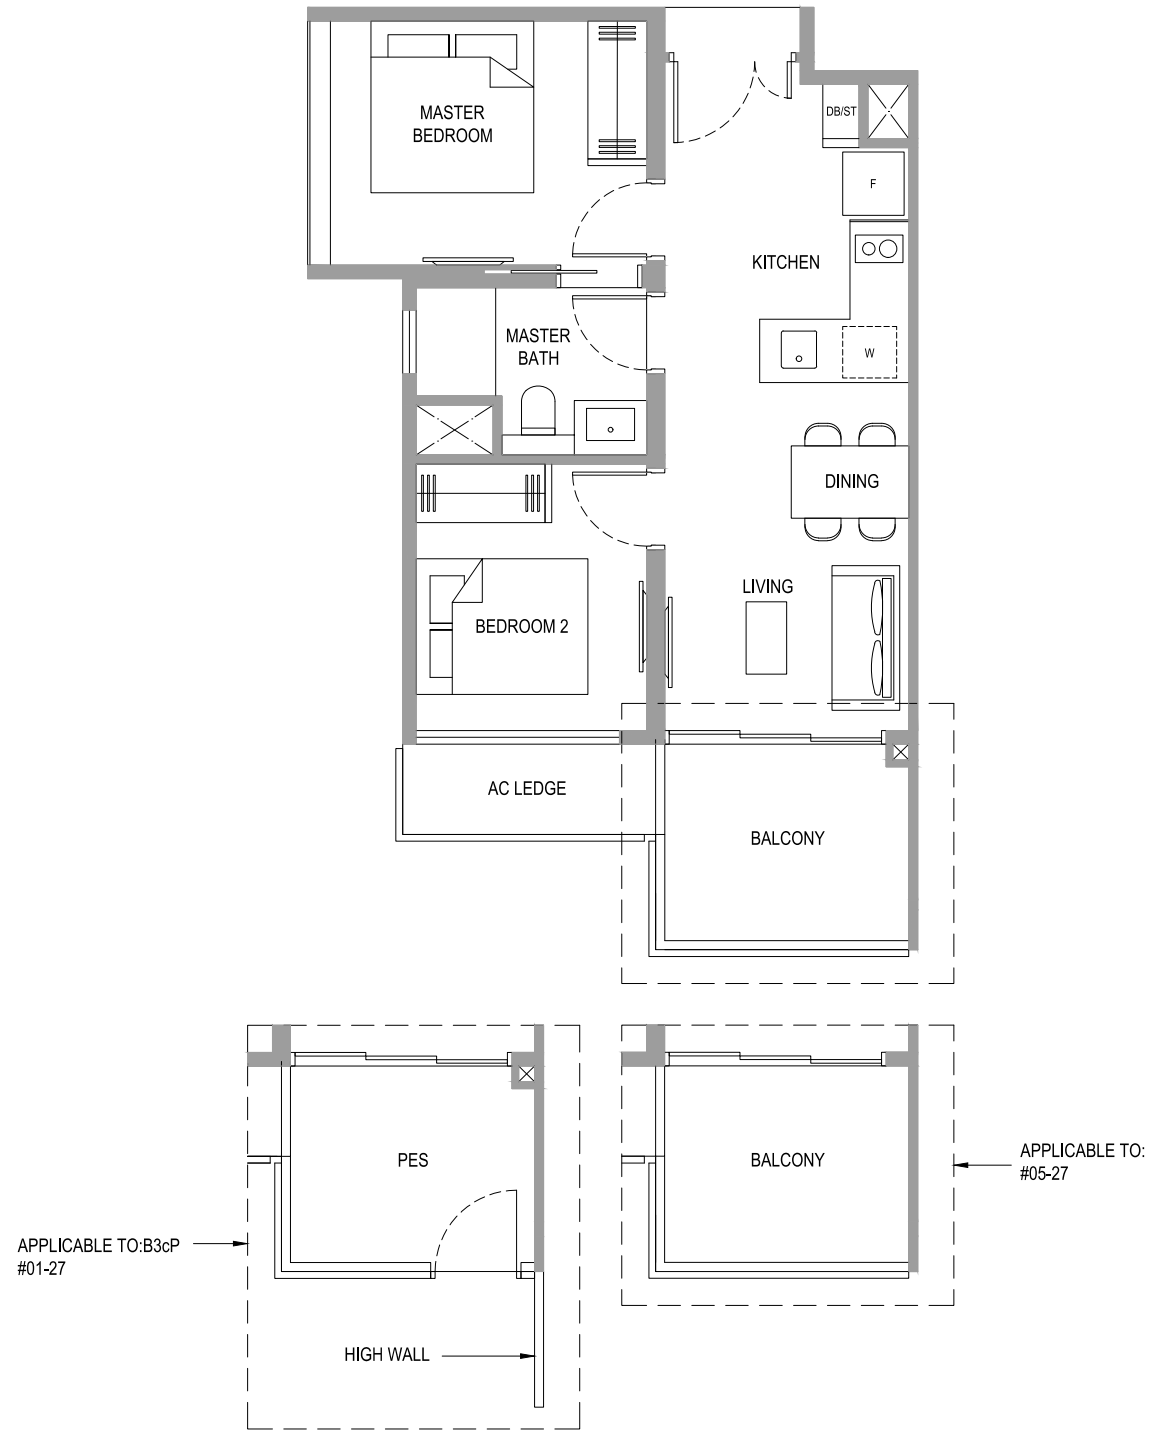 MASTER
BEDROOM
DB/ST
F
KITCHEN
MASTER
BATH
W
DINING
LIVING
BEDROOM 2
AC LEDGE
BALCONY
PES
BALCONY
APPLICABLE TO:
#05-27
APPLICABLE TO:B3cP
#01-27
HIGH WALL